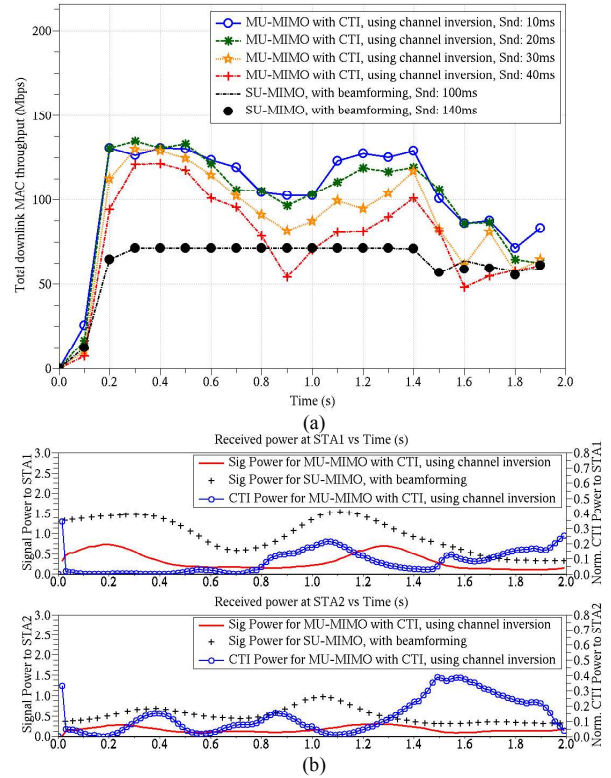 Total downlink MAC throughput (Mbps)
200
150
100
50
0
MU-MIMO with CTI, using channel inversion, Snd: 10ms
MU-MIMO with CTI, using channel inversion, Snd: 20ms
MU-MIMO with CTI, using channel inversion, Snd: 30ms
MU-MIMO with CTI, using channel inversion, Snd: 40ms
SU-MIMO, with beamforming, Snd: 100ms
SU-MIMO, with beamforming, Snd: 140ms
0.0 0.2 0.4 0.6 0.8 1.0 1.2 1.4 1.6 1.8 2.0
Time (s)
(a)
Received power at STA1 vs Time (s)
Signal Power to STA1
3.0
2.5
2.0
1.5
1.0
0.5
0.0
Sig Power for MU-MIMO with CTI, using channel inversion
Sig Power for SU-MIMO, with beamforming
CTI Power for MU-MIMO with CTI, using channel inversion
0.8
0.7
0.6
0.5
0.4
0.3
0.2
0.1
0.0
Norm. CTI Power to STA1
0.0 0.2 0.4 0.6 0.8 1.0 1.2 1.4 1.6 1.8 2.0
Received power at STA2 vs Time (s)
Signal Power to STA2
3.0
2.5
2.0
1.5
1.0
0.5
0.0
Sig Power for MU-MIMO with CTI, using channel inversion
Sig Power for SU-MIMO, with beamforming
CTI Power for MU-MIMO with CTI, using channel inversion
0.8
0.7
0.6
0.5
0.4
0.3
0.2
0.1
0.0
Norm. CTI Power to STA2
0.0 0.2 0.4 0.6 0.8 1.0 1.2 1.4 1.6 1.8 2.0
(b)